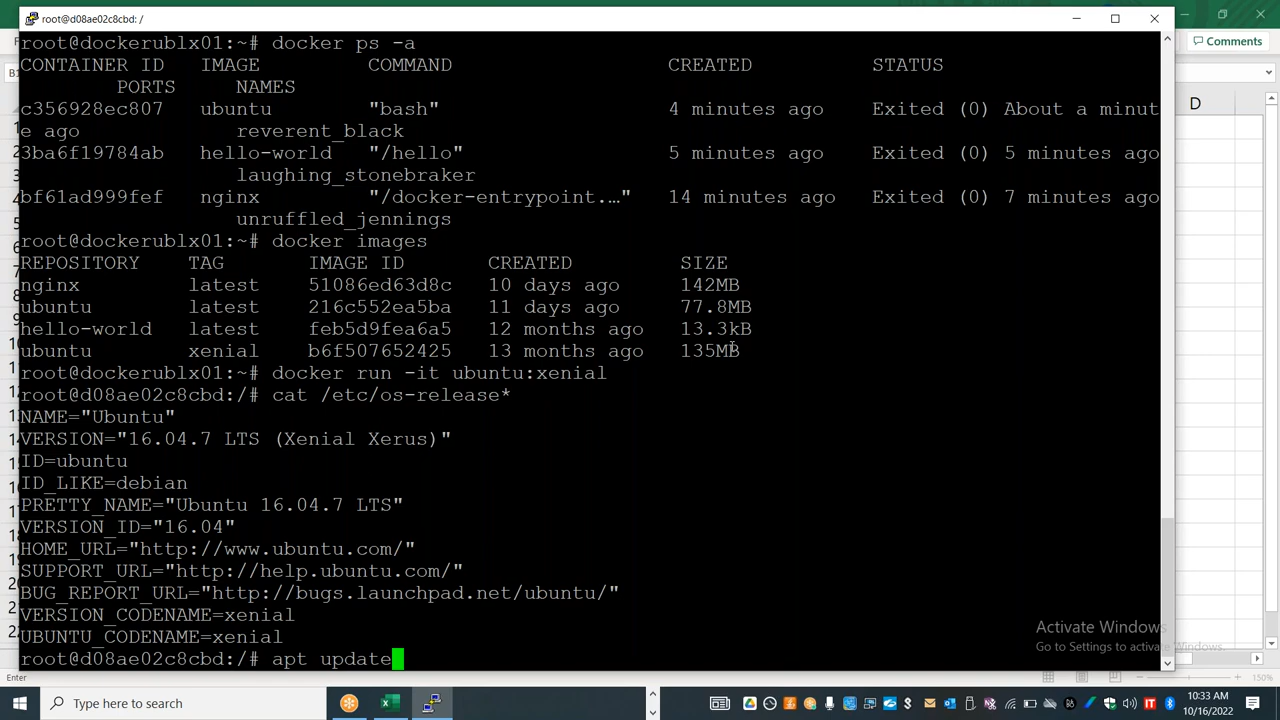 root@d08ae02c8cbd: /
Comments
root@dockerublx01:~# docker ps -a
CONTAINER ID   IMAGE         COMMAND                  CREATED          STATUS
        PORTS     NAMES
c356928ec807   ubuntu        "bash"                   4 minutes ago    Exited (0) About a minut
e ago             reverent_black
3ba6f19784ab   hello-world   "/hello"                 5 minutes ago    Exited (0) 5 minutes ago
                  laughing_stonebraker
bf61ad999fef   nginx         "/docker-entrypoint.…"   14 minutes ago   Exited (0) 7 minutes ago
                  unruffled_jennings
root@dockerublx01:~# docker images
REPOSITORY    TAG       IMAGE ID       CREATED         SIZE
nginx         latest    51086ed63d8c   10 days ago     142MB
ubuntu        latest    216c552ea5ba   11 days ago     77.8MB
hello-world   latest    feb5d9fea6a5   12 months ago   13.3kB
ubuntu        xenial    b6f507652425   13 months ago   135MB
root@dockerublx01:~# docker run -it ubuntu:xenial
root@d08ae02c8cbd:/# cat /etc/os-release*
NAME="Ubuntu"
VERSION="16.04.7 LTS (Xenial Xerus)"
ID=ubuntu
ID_LIKE=debian
PRETTY_NAME="Ubuntu 16.04.7 LTS"
VERSION_ID="16.04"
HOME_URL="http://www.ubuntu.com/"
SUPPORT_URL="http://help.ubuntu.com/"
BUG_REPORT_URL="http://bugs.launchpad.net/ubuntu/"
VERSION_CODENAME=xenial
UBUNTU_CODENAME=xenial
root@d08ae02c8cbd:/# apt update
D
Activate Windows
Go to Settings to activate Windows.
Enter
150%
Type here to search
10:33 AM
10/16/2022